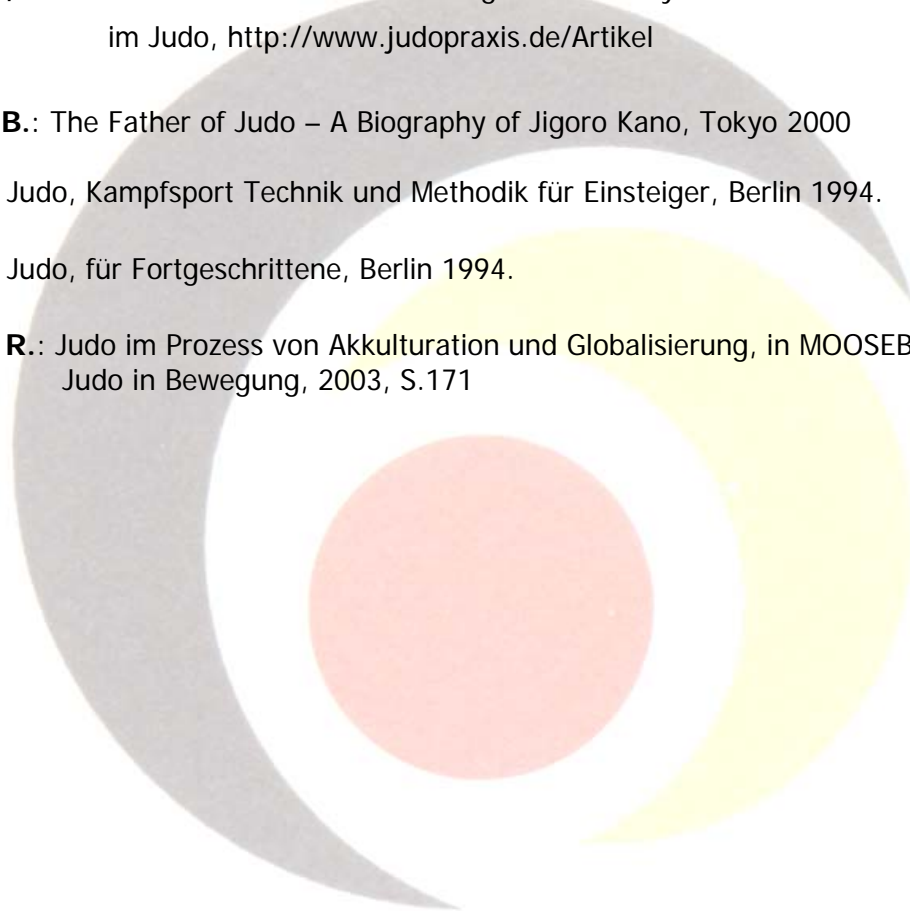 im Judo, http://www.judopraxis.de/Artikel
B.: The Father of Judo – A Biography of Jigoro Kano, Tokyo 2000
Judo, Kampfsport Technik und Methodik für Einsteiger, Berlin 1994.
Judo, für Fortgeschrittene, Berlin 1994.
R.: Judo im Prozess von Akkulturation und Globalisierung, in MOOSEB
Judo in Bewegung, 2003, S.171